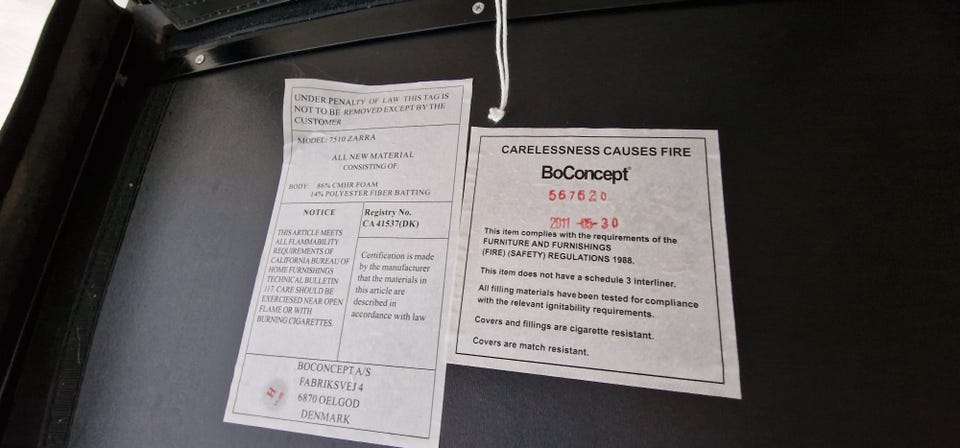 UNDER PENALTY OF LAW THIS TAG IS
NOT TO BE REMOVED EXCEPT BY THE
CUSTOMER
MODEL: 7510 ZARRA
ALL NEW MATERIAL
CONSISTING OF:
BODY: 86% CMHR FOAM
14% POLYESTER FIBER BATTING
NOTICE
THIS ARTICLE MEETS
ALL FLAMMABILITY
REQUIREMENTS OF
CALIFORNIA BUREAU OF
HOME FURNISHINGS
TECHNICAL BULLETIN
117. CARE SHOULD BE
EXERCIESED NEAR OPEN
FLAME OR WITH
BURNING CIGARETTES.
Registry No.
CA 41537(DK)
Certification is made
by the manufacturer
that the materials in
this article are
described in
accordance with law
BOCONCEPT A/S
FABRIKSVEJ 4
6870 OELGOD
DENMARK
H
CARELESSNESS CAUSES FIRE
BoConcept®
567620
2011 -05- 30
This item complies with the requirements of the
FURNITURE AND FURNISHINGS
(FIRE) (SAFETY) REGULATIONS 1988.
This item does not have a schedule 3 interliner.
All filling materials have been tested for compliance
with the relevant ignitability requirements.
Covers and fillings are cigarette resistant.
Covers are match resistant.